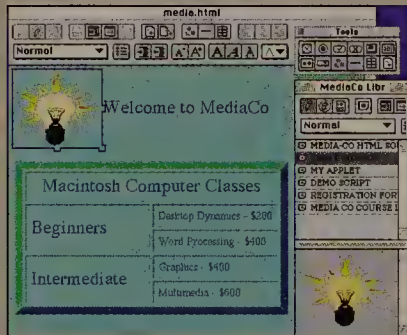 media.html
Tools
Normal
Welcome to MediaCo
Macintosh Computer Classes
Beginners
Desktop Dynamics - $200
Word Processing - $400
Intermediate
Graphics - $400
Multimedia - $600
MediaCo Libr
Normal
MEDIA-CO HTML
MY APPLET
DEMO SCRIPT
REGISTRATION FOR
MEDIA CO COURSE